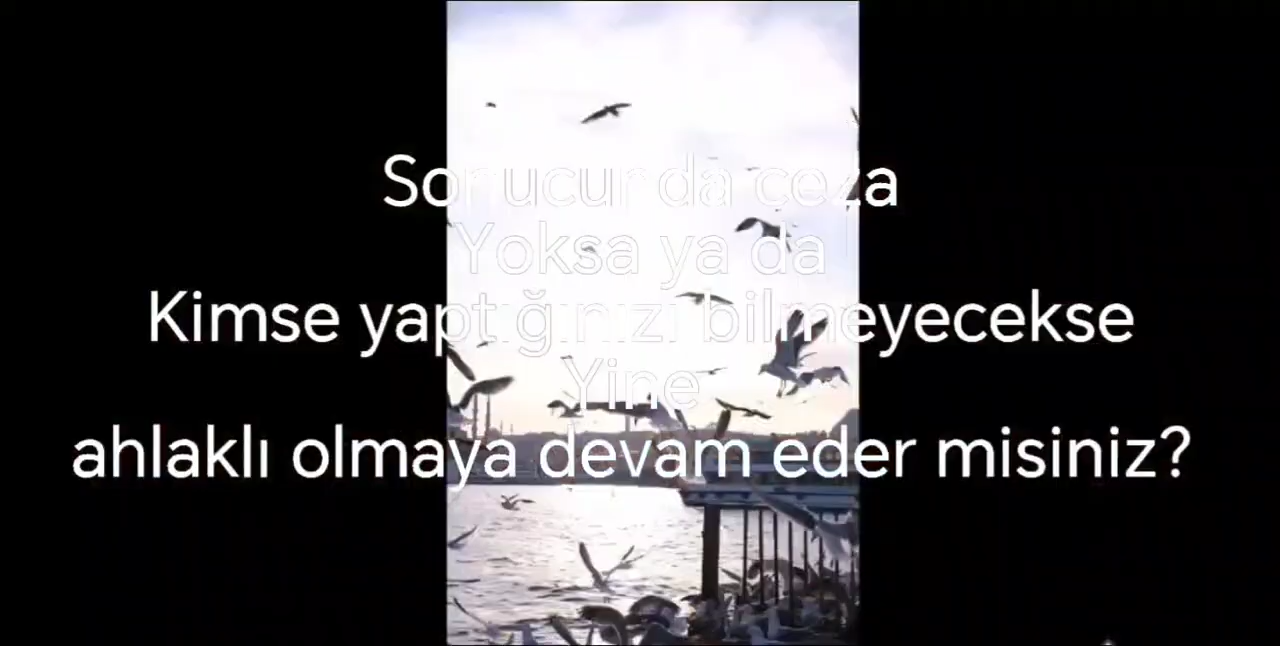 Sonucunda ceza
Yoksa ya da
Kimse yaptığınızı bilmeyecekse
Yine
ahlaklı olmaya devam eder misiniz?